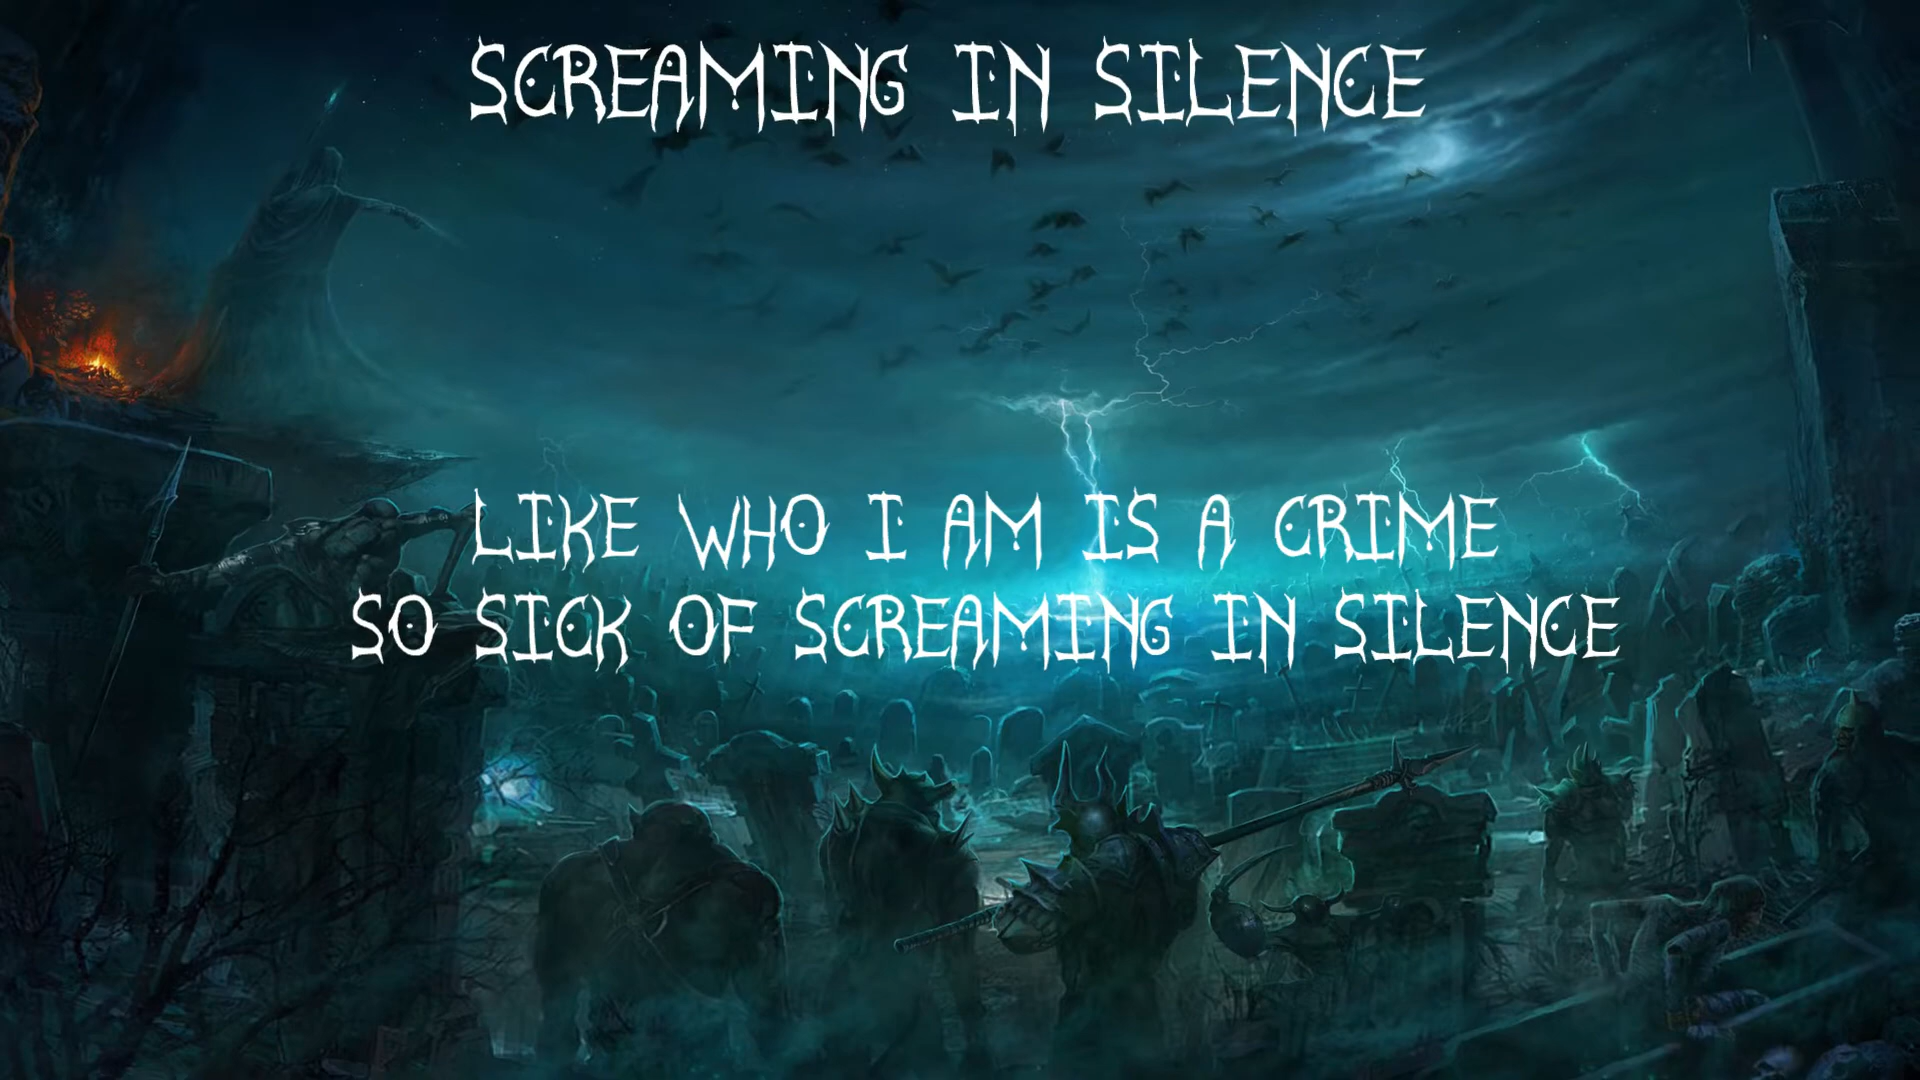 SCREAMING IN SILENCE
LIKE WHO I AM IS A CRIME
SO SICK OF SCREAMING IN SILENCE